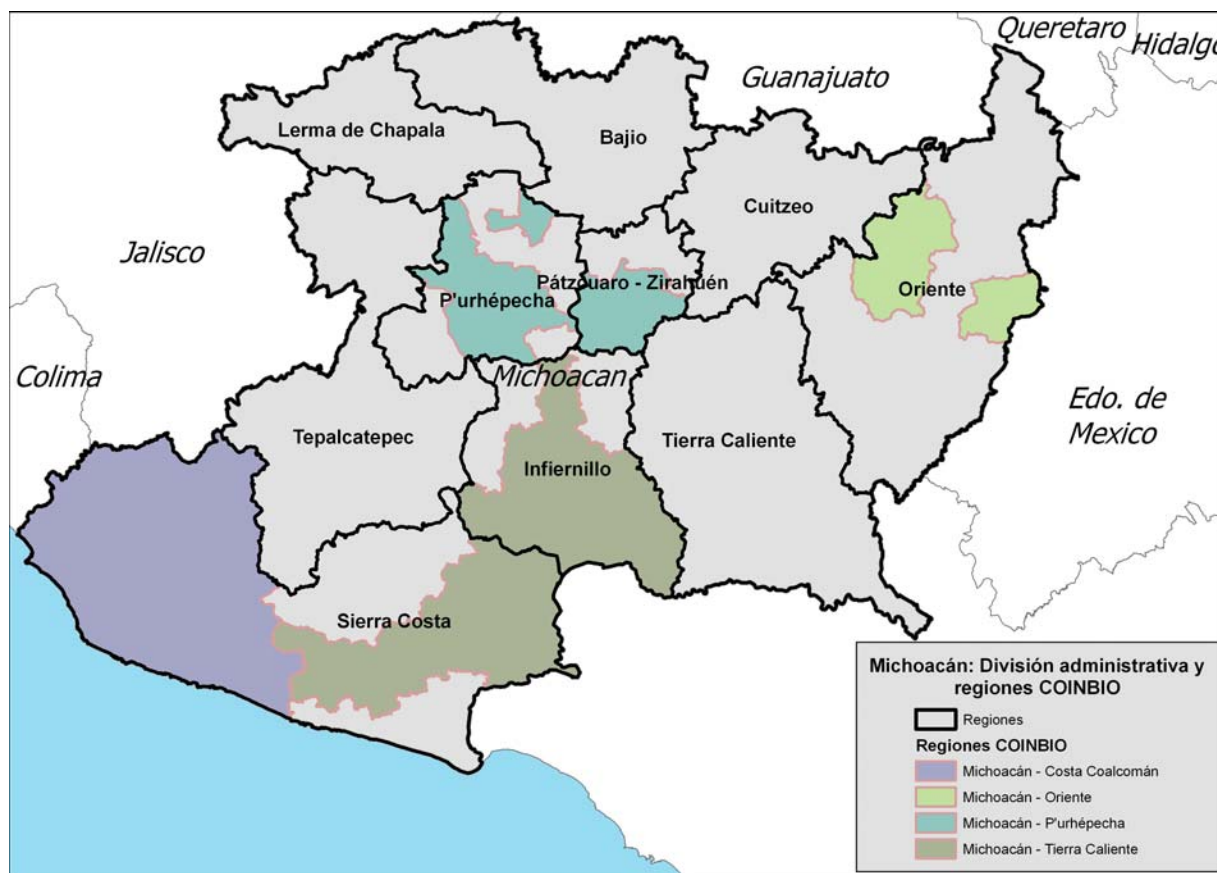 Queretaro
Hidalgo
Guanajuato
Lerma de Chapala
Bajio
Cuitzeo
Jalisco
Pátzcuaro - Zirahuén
P'urhépecha
Oriente
Colima
Michoacan
Edo. de
Mexico
Tepalcatepec
Tierra Caliente
Infiernillo
Sierra Costa
Michoacán: División administrativa y
regiones COINBIO
Regiones
Regiones COINBIO
Michoacán - Costa Coalcomán
Michoacán - Oriente
Michoacán - P'urhépecha
Michoacán - Tierra Caliente